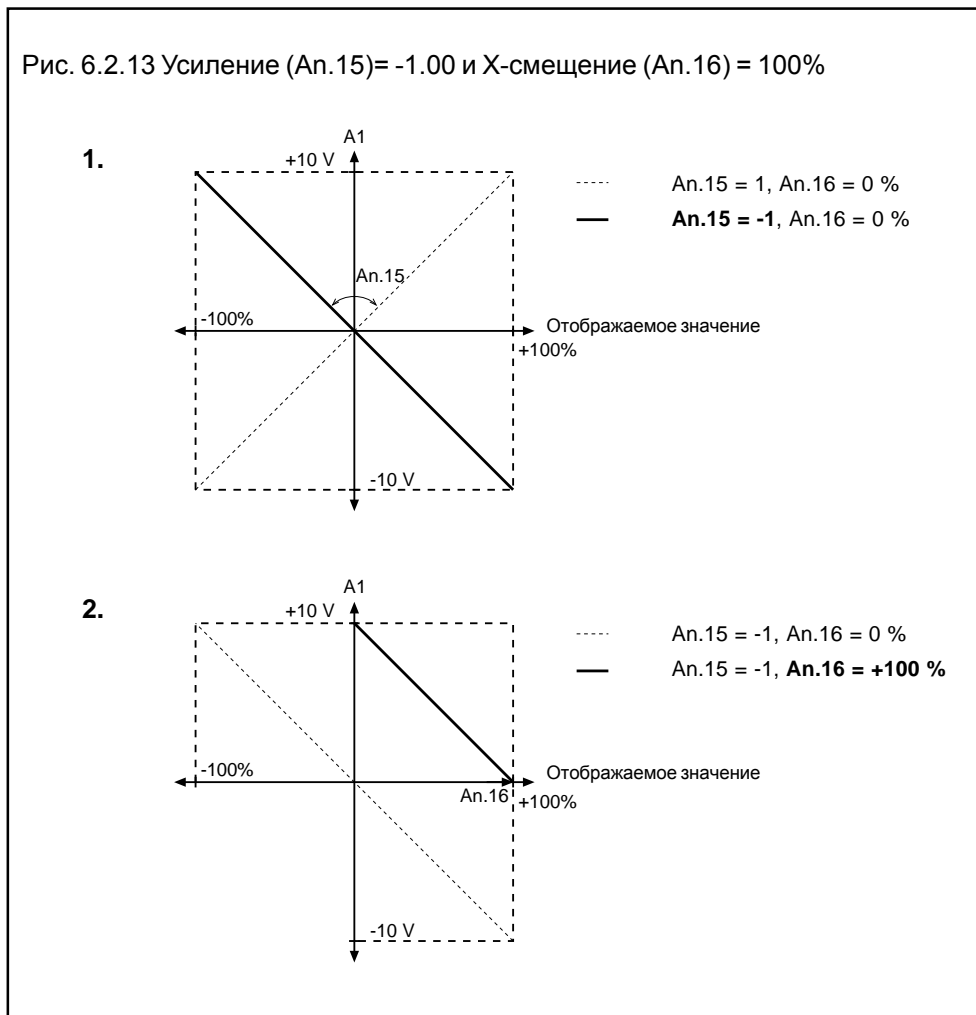 Рис. 6.2.13 Усиление (An.15)= -1.00 и X-смещение (An.16) = 100%
1.
A1
+10 V
An.15 = 1, An.16 = 0 %
An.15 = -1, An.16 = 0 %
An.15
-100%
Отображаемое значение
+100%
-10 V
2.
A1
+10 V
An.15 = -1, An.16 = 0 %
An.15 = -1, An.16 = +100 %
-100%
Отображаемое значение
An.16
+100%
-10 V